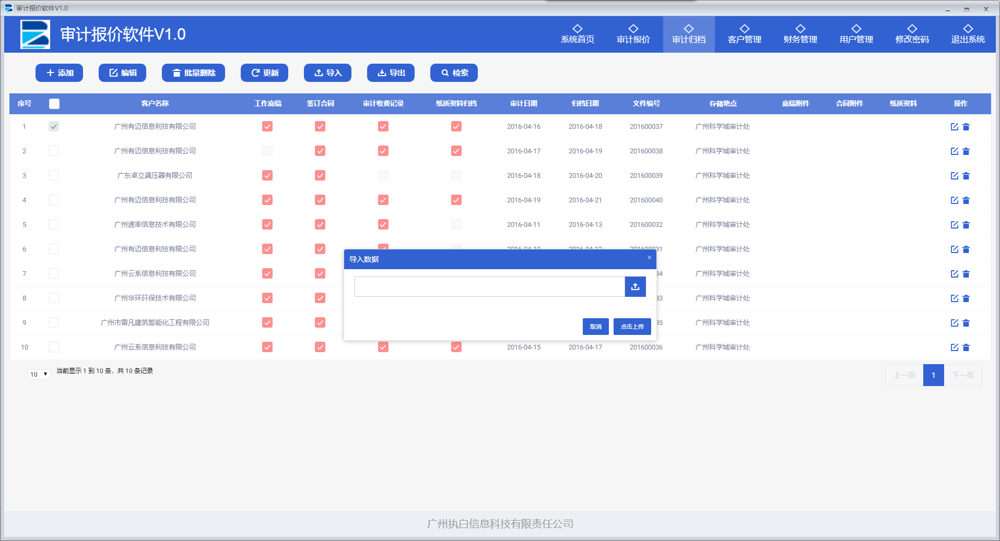 审计报价软件V1.0
审计报价软件V1.0
系统首页 审计报价 审计归档 客户管理 财务管理 用户管理 修改密码 退出系统
添加 编辑 批量删除 更新 导入 导出 检索
序号 客户名称 工作底稿 签订合同 审计收费记录 纸质资料归档 审计日期 归档日期 文件编号 存储地点 底稿附件 合同附件 纸质资料 操作
1 广州有迈信息利技有限公司 2016-04-16 2016-04-18 201600037 广州科学城审计处
2 广州有迈信息利技有限公司 2016-04-17 2016-04-19 201600038 广州科学城审计处
3 广东卓立龚压器有限公司 2016-04-18 2016-04-20 201600039 广州科学城审计处
4 广州有迈信息利技有限公司 2016-04-19 2016-04-21 201600040 广州科学城审计处
5 广州速率信息技术有限公司 2016-04-11 2016-04-13 201600032 广州科学城审计处
6 广州有迈信息利技有限公司 2016-04-10 2016-04-12 201600031 广州科学城审计处
7 广州云系信息利技有限公司 34 广州科学城审计处
8 广州华环玕保技术有限公司 33 广州科学城审计处
9 广州市雷凡建筑晢能化工程有限公司 35 广州科学城审计处
10 广州云系信息利技有限公司 2016-04-15 2016-04-17 201600036 广州科学城审计处
导入数据 ×
取消 点击上传
10 当前显示 1 到 10 条，共 10 条记录
上一页 1 下一页
广州执白信息科技有限责任公司